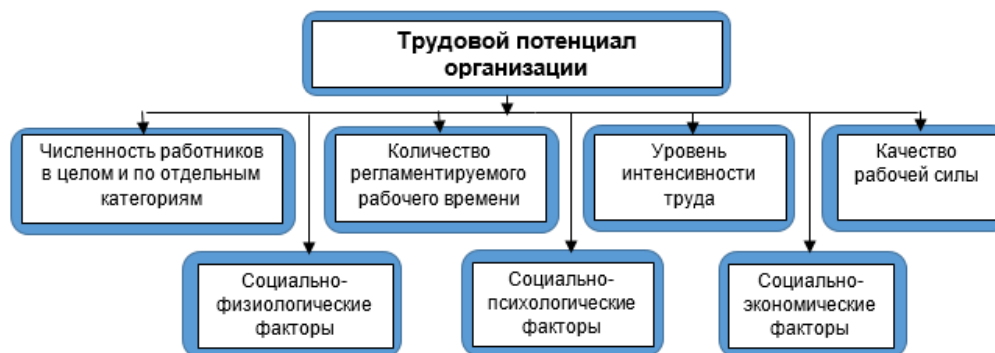 Трудовой потенциал
организации
Численность работников
в целом и по отдельным
категориям
Количество
регламентируемого
рабочего времени
Уровень
интенсивности
труда
Качество
рабочей силы
Социально-
физиологические
факторы
Социально-
психологические
факторы
Социально-
экономические
факторы